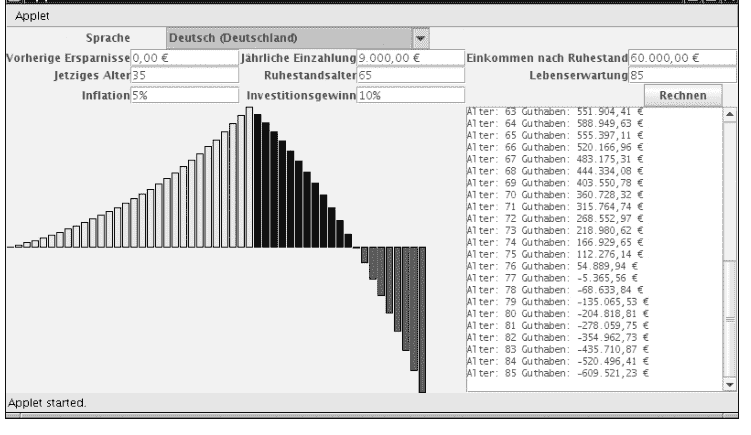 Applet
Sprache Deutsch (Deutschland)
Vorherige Ersparnisse 0,00 € Jährliche Einzahlung 9.000,00 € Einkommen nach Ruhestand 60.000,00 €
Jetziges Alter 35 Ruhestandsalter 65 Lebenserwartung 85
Inflation 5% Investitionsgewinn 10%
Rechnen
Alter: 63 Guthaben: 551.904,41 €
Alter: 64 Guthaben: 588.949,63 €
Alter: 65 Guthaben: 555.397,11 €
Alter: 66 Guthaben: 520.166,96 €
Alter: 67 Guthaben: 483.175,31 €
Alter: 68 Guthaben: 444.334,08 €
Alter: 69 Guthaben: 403.550,78 €
Alter: 70 Guthaben: 360.728,32 €
Alter: 71 Guthaben: 315.764,74 €
Alter: 72 Guthaben: 268.552,97 €
Alter: 73 Guthaben: 218.980,62 €
Alter: 74 Guthaben: 166.929,65 €
Alter: 75 Guthaben: 112.276,14 €
Alter: 76 Guthaben: 54.889,94 €
Alter: 77 Guthaben: -5.365,56 €
Alter: 78 Guthaben: -68.633,84 €
Alter: 79 Guthaben: -135.065,53 €
Alter: 80 Guthaben: -204.818,81 €
Alter: 81 Guthaben: -278.059,75 €
Alter: 82 Guthaben: -354.962,73 €
Alter: 83 Guthaben: -435.710,87 €
Alter: 84 Guthaben: -520.496,41 €
Alter: 85 Guthaben: -609.521,23 €
Applet started.